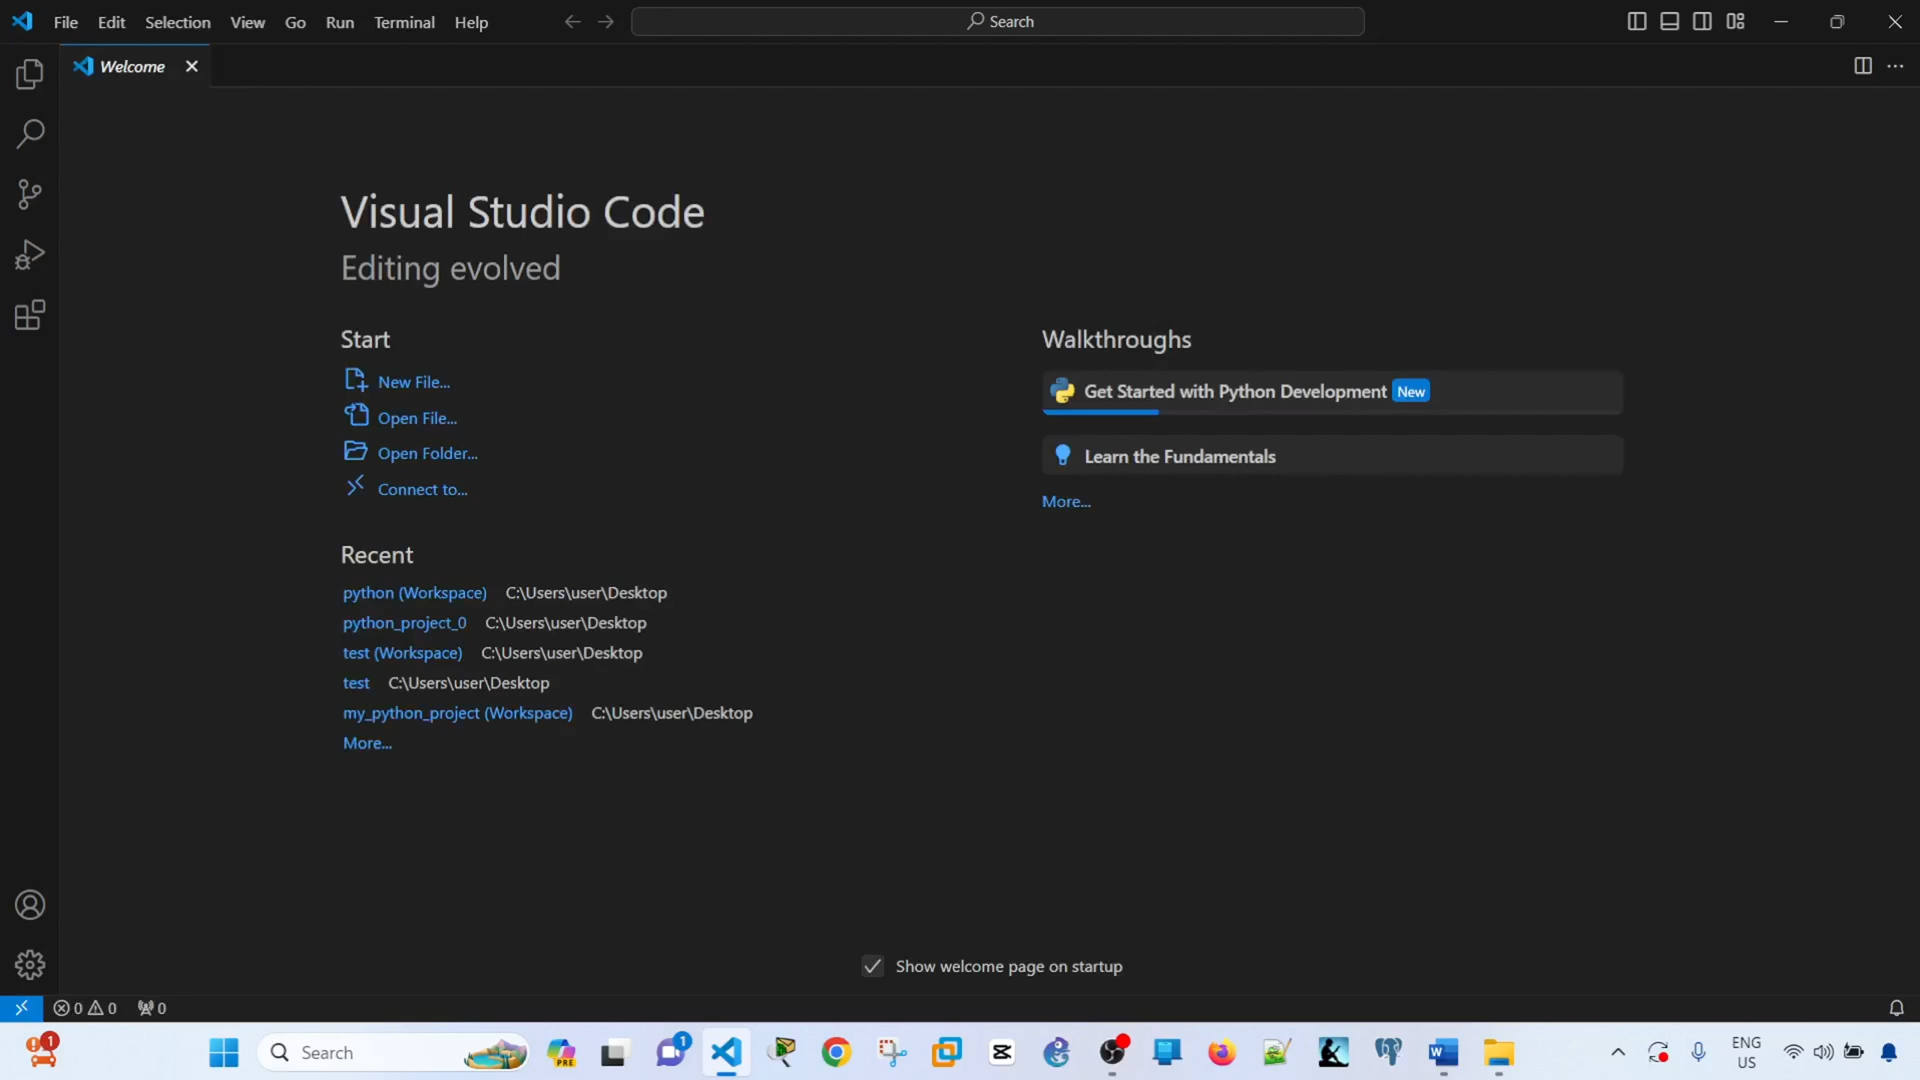 File Edit Selection View Go Run Terminal Help
Search
Welcome
Visual Studio Code
Editing evolved
Start
New File...
Open File...
Open Folder...
Connect to...
Walkthroughs
Get Started with Python Development New
Learn the Fundamentals
More...
Recent
python (Workspace) C:\Users\user\Desktop
python_project_0 C:\Users\user\Desktop
test (Workspace) C:\Users\user\Desktop
test C:\Users\user\Desktop
my_python_project (Workspace) C:\Users\user\Desktop
More...
Show welcome page on startup
0 0 0
1
Search
PRE
1
ENG
US